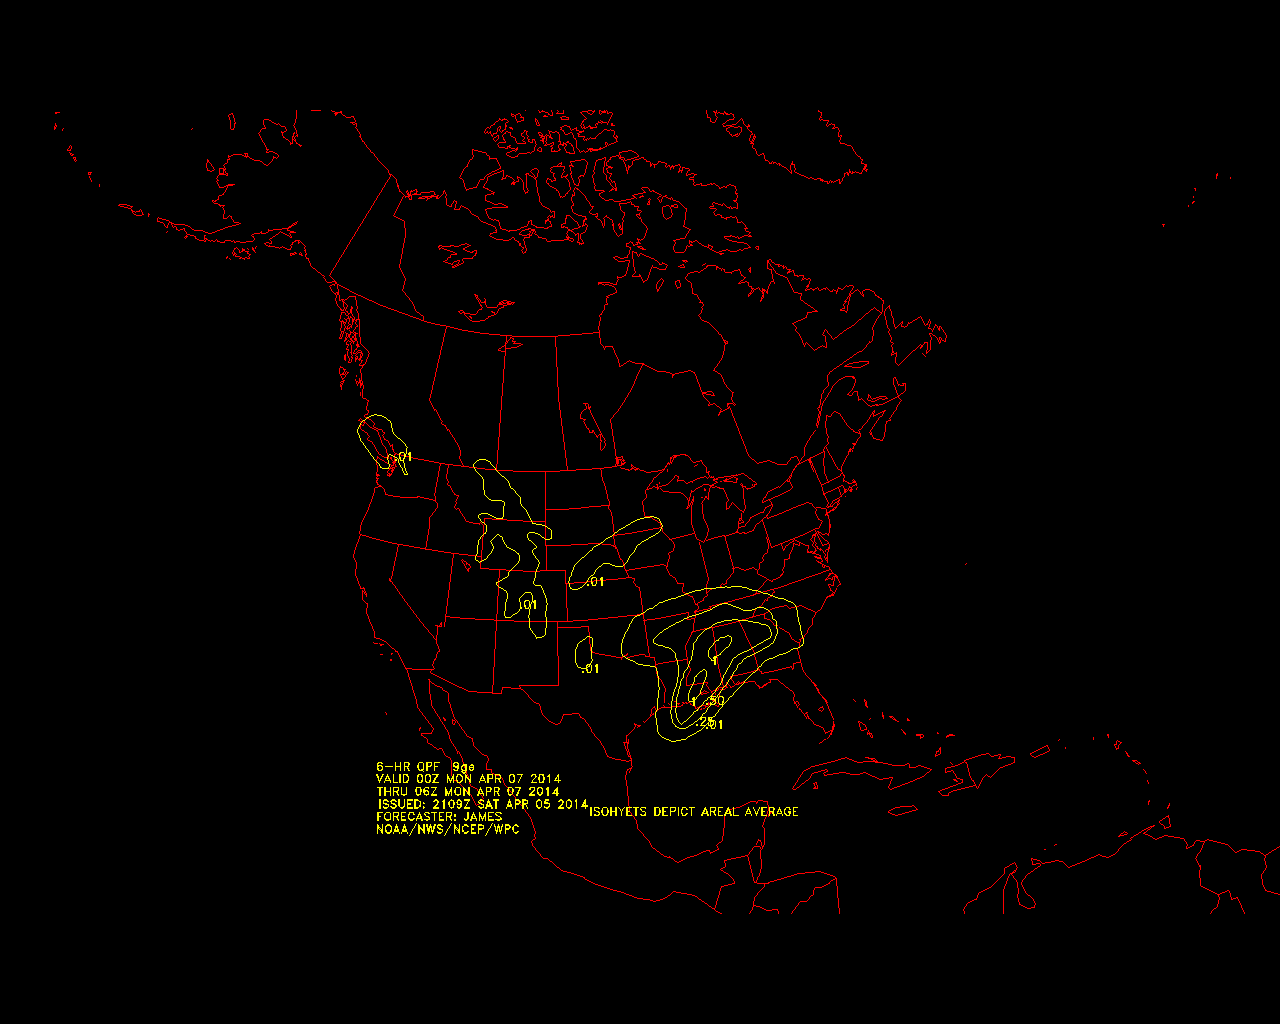 .01
.01
.01
.01
1
1 .50
.25 .01
6-HR QPF 9ge
VALID 00Z MON APR 07 2014
THRU 06Z MON APR 07 2014
ISSUED: 2109Z SAT APR 05 2014
ISOHYETS DEPICT AREAL AVERAGE
FORECASTER: JAMES
NOAA/NWS/NCEP/WPC